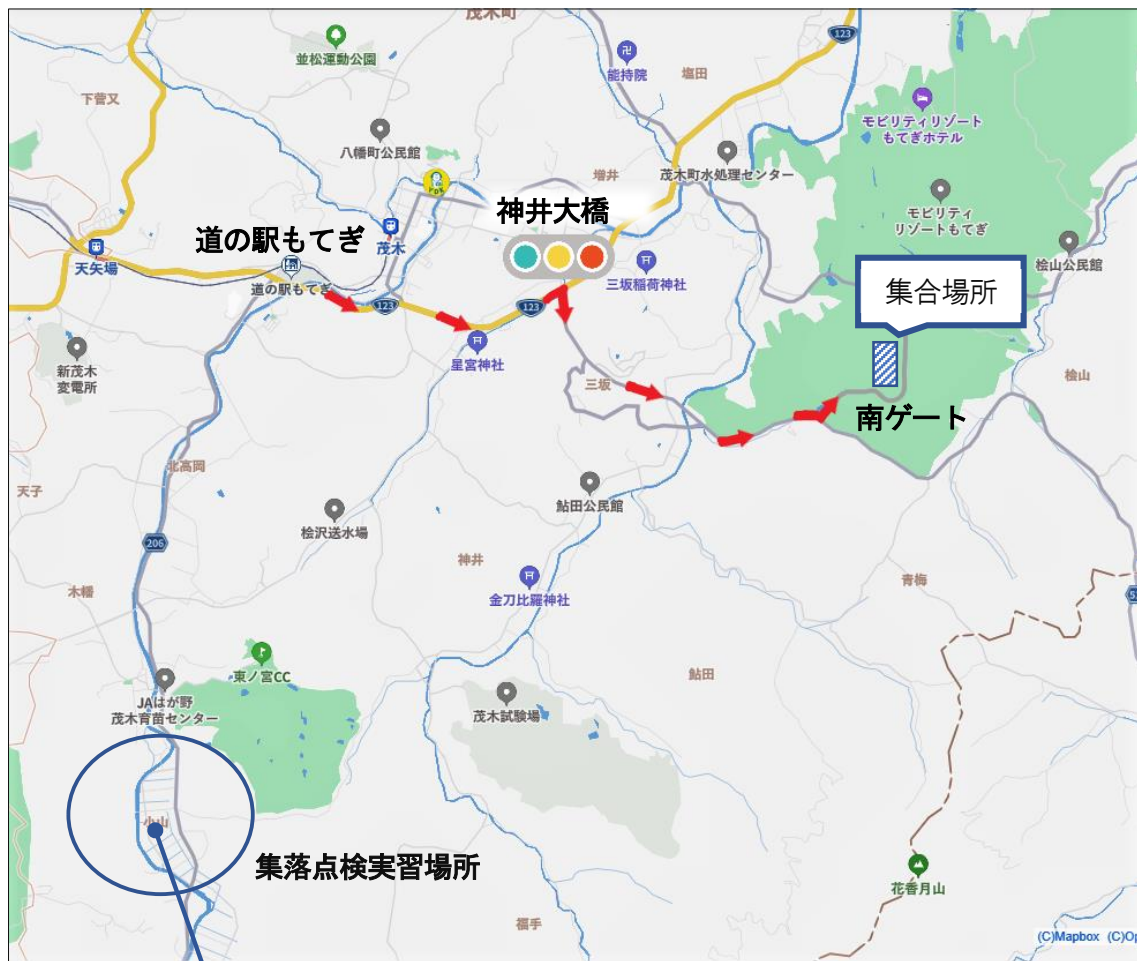 茂木町
並松運動公園
能持院
塩田
123
下菅又
モビリティリゾート
もてぎホテル
八幡町公民館
茂木町水処理センター
増井
神井大橋
モビリティ
リゾートもてぎ
道の駅もてぎ
茂木
天矢場
道の駅もてぎ
三坂稲荷神社
桧山公民館
集合場所
123
123
星宮神社
新茂木
変電所
三坂
桧山
南ゲート
北高岡
天子
鮎田公民館
桧沢送水場
206
神井
木幡
金刀比羅神社
青梅
東ノ宮CC
鮎田
JAはが野
茂木育苗センター
茂木試験場
小山
集落点検実習場所
花香月山
福手
(C)Mapbox (C)Op